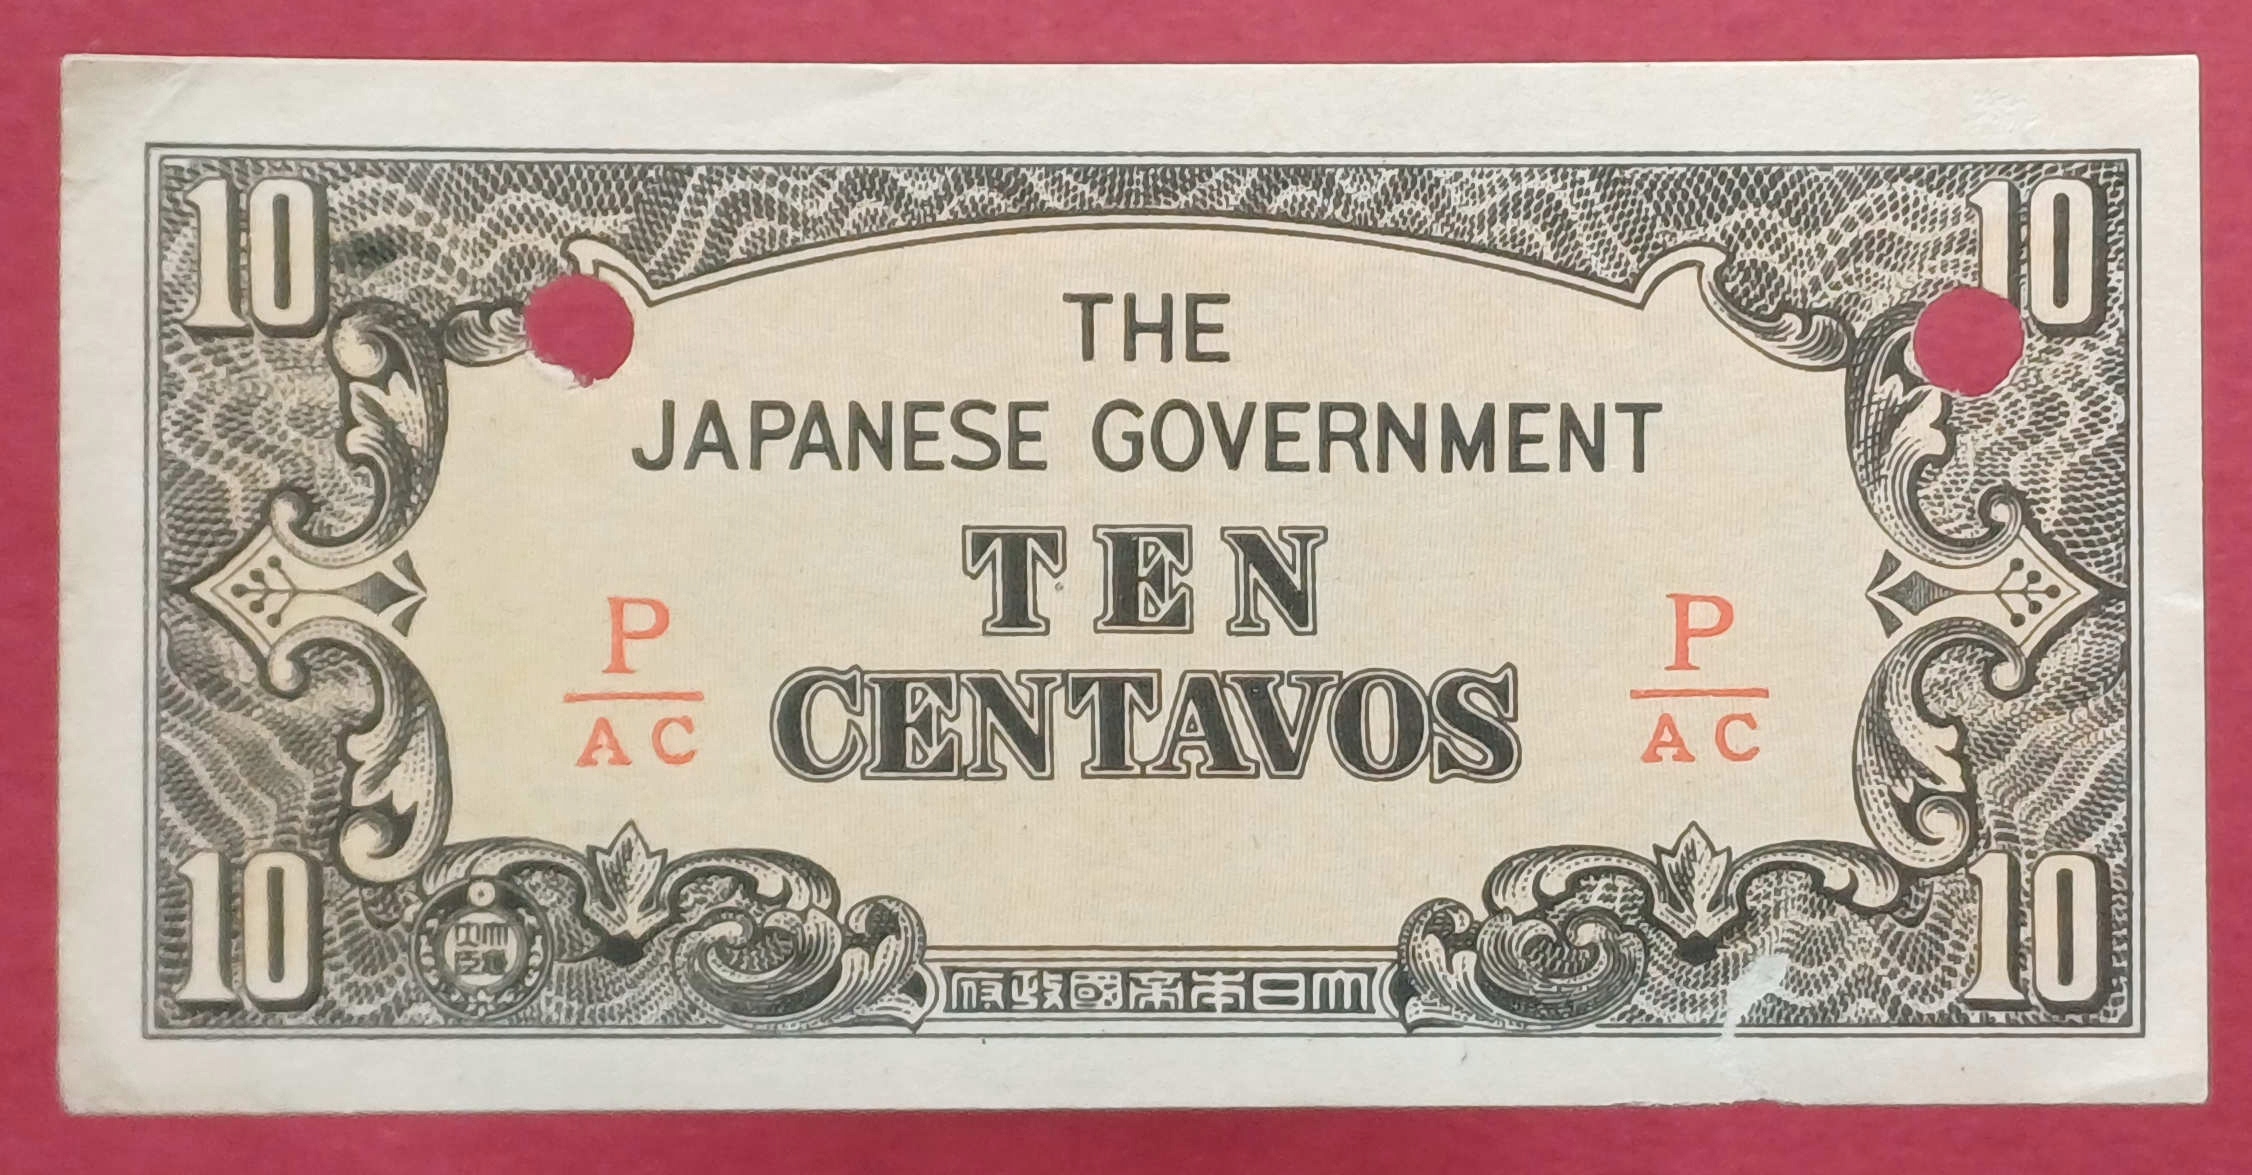 10 10
THE
JAPANESE GOVERNMENT
TEN
P P
AC AC
CENTAVOS
10 10
府政國帝本日大